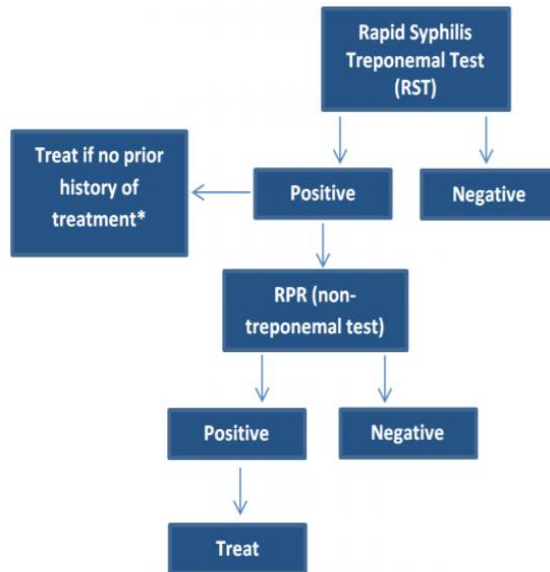 Rapid Syphilis
Treponemal Test
(RST)
Treat if no prior
history of
treatment*
Positive
Negative
RPR (non-
treponemal test)
Positive
Negative
Treat